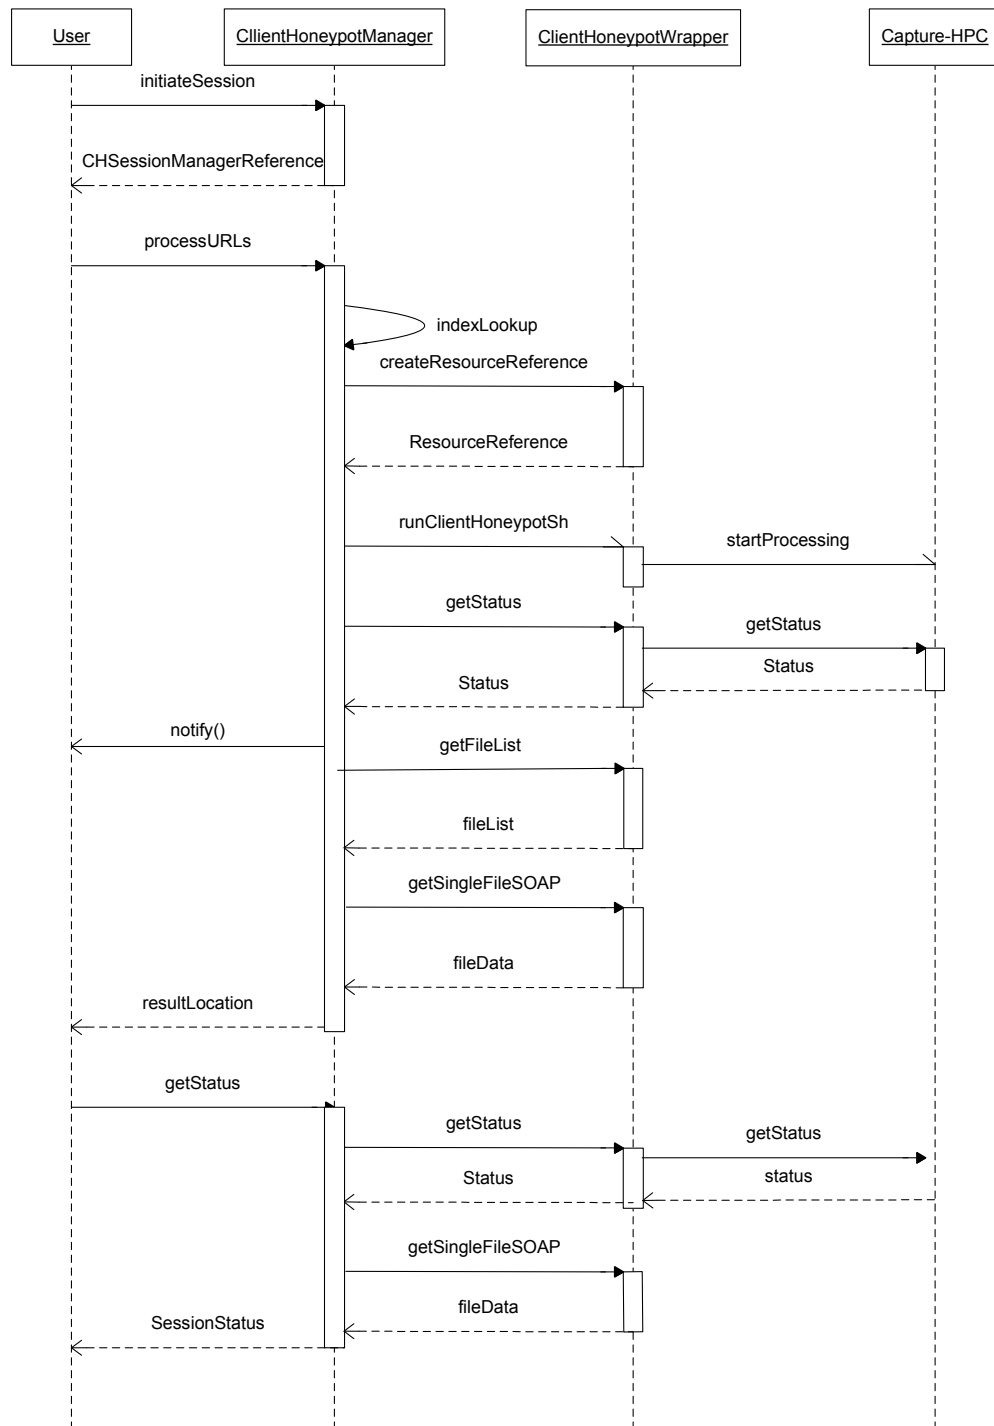 User
CllientHoneypotManager
ClientHoneypotWrapper
Capture-HPC
initiateSession
CHSessionManagerReference
processURLs
indexLookup
createResourceReference
ResourceReference
runClientHoneypotSh
startProcessing
getStatus
getStatus
Status
Status
notify()
getFileList
fileList
getSingleFileSOAP
fileData
resultLocation
getStatus
getStatus
getStatus
Status
status
getSingleFileSOAP
fileData
SessionStatus